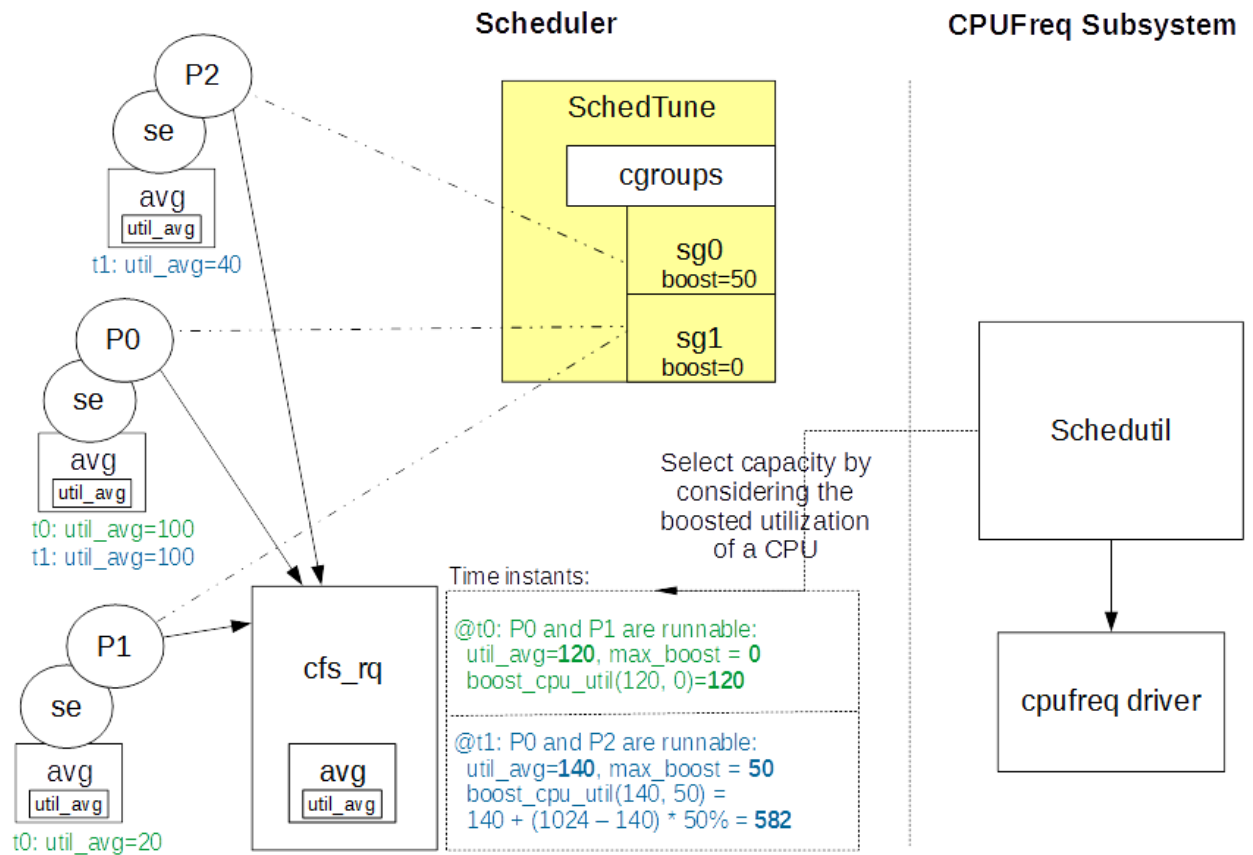 Scheduler
CPUFreq Subsystem
P2
se
avg
util_avg
t1: util_avg=40
SchedTune
cgroups
sg0
boost=50
sg1
boost=0
P0
se
avg
util_avg
t0: util_avg=100
t1: util_avg=100
Schedutil
Select capacity by
considering the
boosted utilization
of a CPU
cpufreq driver
P1
se
avg
util_avg
t0: util_avg=20
cfs_rq
avg
util_avg
Time instants:
@t0: P0 and P1 are runnable:
util_avg=120, max_boost = 0
boost_cpu_util(120, 0)=120
@t1: P0 and P2 are runnable:
util_avg=140, max_boost = 50
boost_cpu_util(140, 50) =
140 + (1024 – 140) * 50% = 582